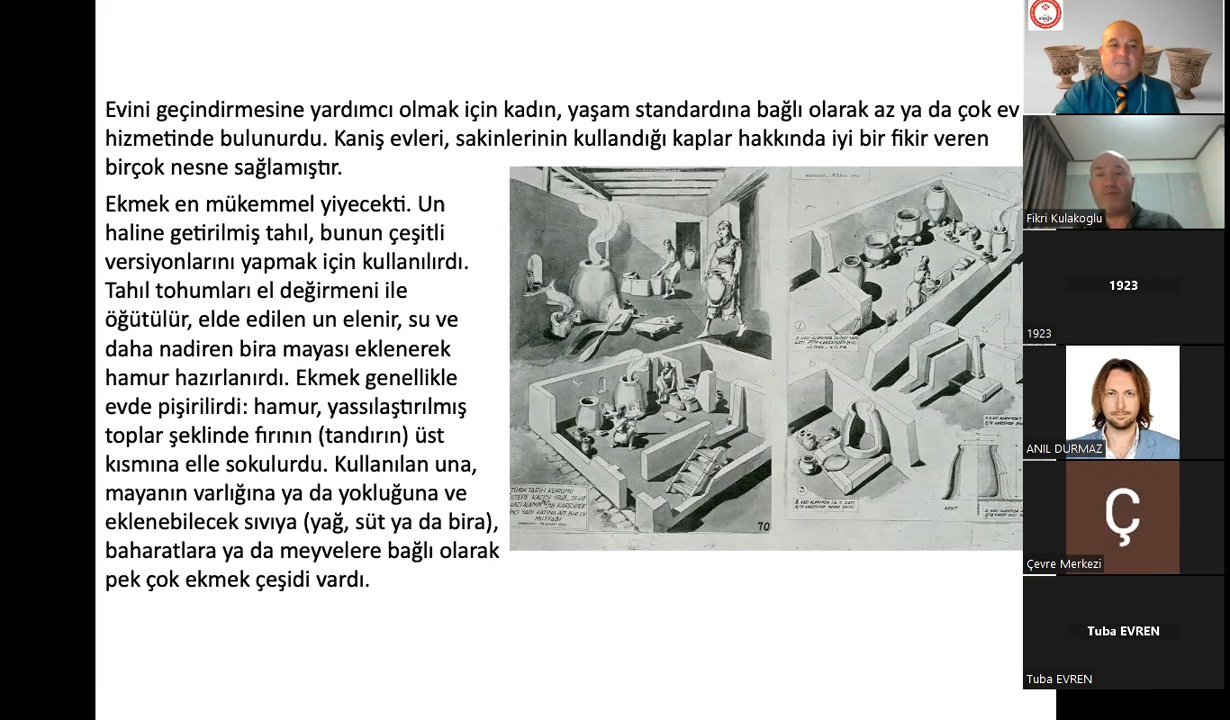 Evini geçindirmesine yardımcı olmak için kadın, yaşam standardına bağlı olarak az ya da çok ev
hizmetinde bulunurdu. Kaniş evleri, sakinlerinin kullandığı kaplar hakkında iyi bir fikir veren
birçok nesne sağlamıştır.
Ekmek en mükemmel yiyecekti. Un
haline getirilmiş tahıl, bunun çeşitli
versiyonlarını yapmak için kullanılırdı.
Tahıl tohumları el değirmeni ile
öğütülür, elde edilen un elenir, su ve
daha nadiren bira mayası eklenerek
hamur hazırlanırdı. Ekmek genellikle
evde pişirilirdi: hamur, yassılaştırılmış
toplar şeklinde fırının (tandırın) üst
kısmına elle sokulurdu. Kullanılan una,
mayanın varlığına ya da yokluğuna ve
eklenebilecek sıvıya (yağ, süt ya da bira),
baharatlara ya da meyvelere bağlı olarak
pek çok ekmek çeşidi vardı.
TÜRK TARİH KURUMU
70
Fikri Kulakoglu
1923
1923
ANIL DURMAZ
Ç
Çevre Merkezi
Tuba EVREN
Tuba EVREN